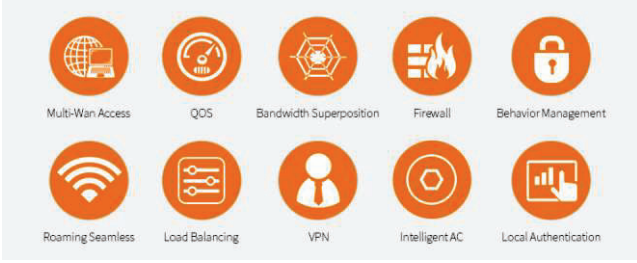 Multi-Wan Access
QOS
Bandwidth Superposition
Firewall
Behavior Management
Roaming Seamless
Load Balancing
VPN
Intelligent AC
Local Authentication